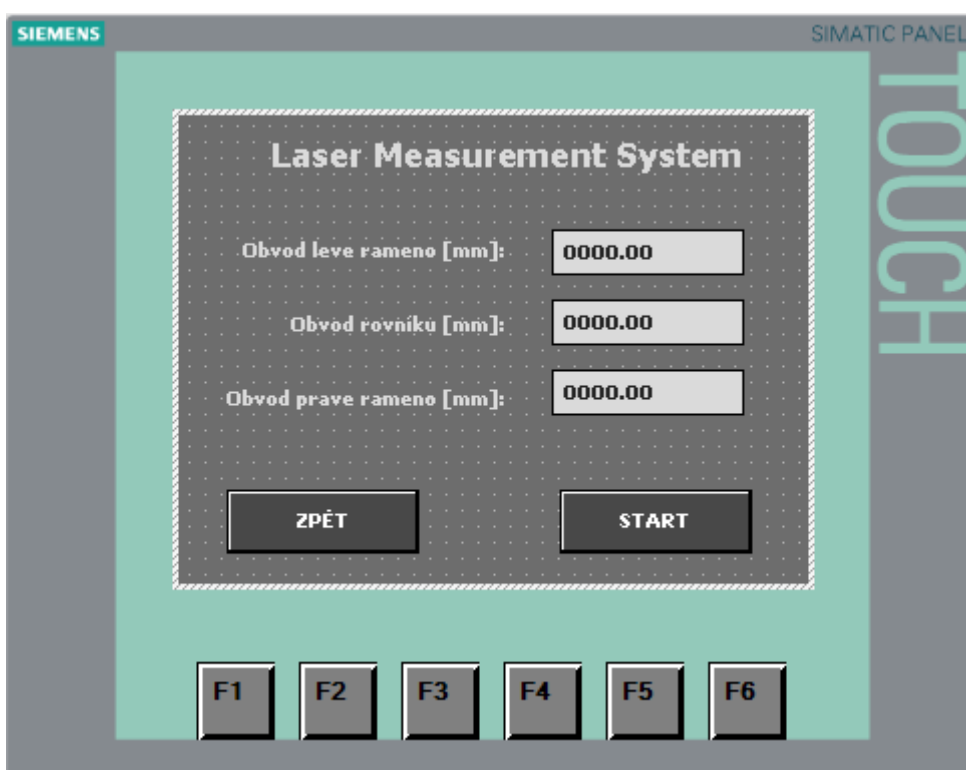 SIEMENS
SIMATIC PANEL
TOUCH
Laser Measurement System
Obvod leve rameno [mm]: 0000.00
Obvod rovníku [mm]: 0000.00
Obvod prave rameno [mm]: 0000.00
ZPĚT START
F1 F2 F3 F4 F5 F6